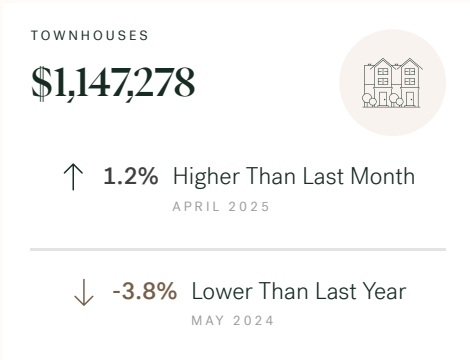 TOWNHOUSES
$1,147,278
1.2% Higher Than Last Month
APRIL 2025
-3.8% Lower Than Last Year
MAY 2024